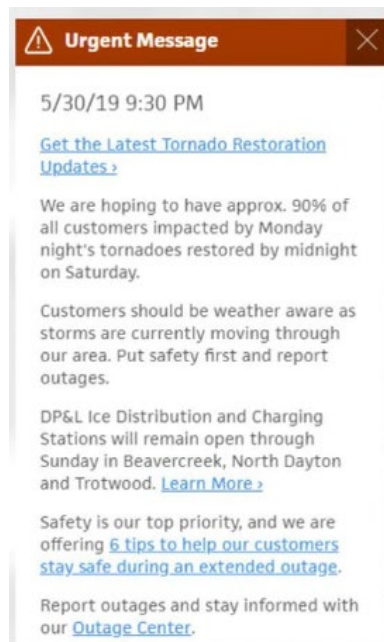 Urgent Message
5/30/19 9:30 PM
Get the Latest Tornado Restoration
Updates ›
We are hoping to have approx. 90% of
all customers impacted by Monday
night's tornadoes restored by midnight
on Saturday.
Customers should be weather aware as
storms are currently moving through
our area. Put safety first and report
outages.
DP&L Ice Distribution and Charging
Stations will remain open through
Sunday in Beavercreek, North Dayton
and Trotwood. Learn More ›
Safety is our top priority, and we are
offering 6 tips to help our customers
stay safe during an extended outage.
Report outages and stay informed with
our Outage Center.